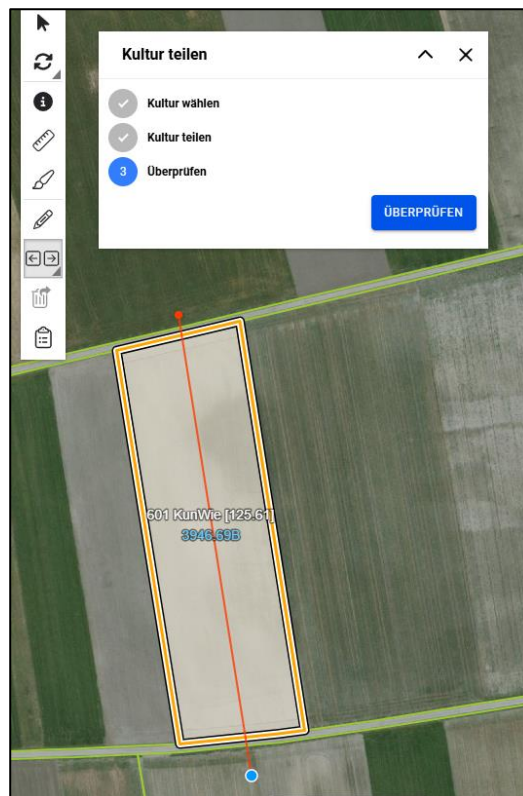 Kultur teilen
Kultur wählen
Kultur teilen
3 Überprüfen
ÜBERPRÜFEN
601 KunWie [125.61]
3946.69B